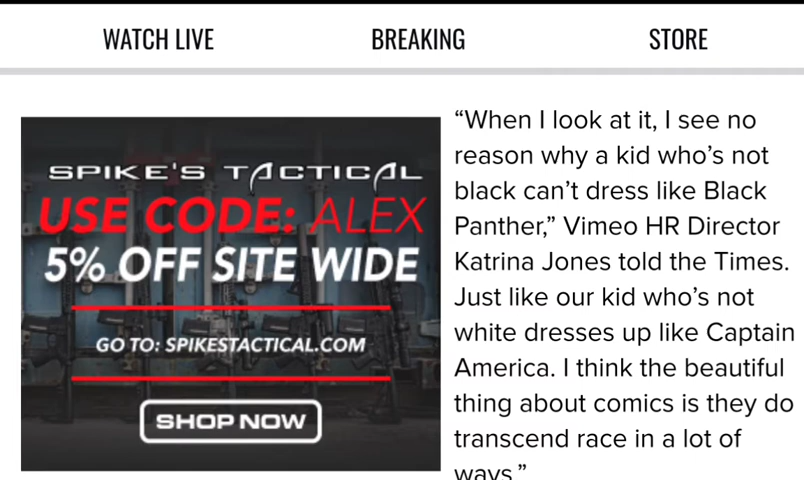 WATCH LIVE BREAKING STORE
SPIKE'S TACTICAL
USE CODE: ALEX
5% OFF SITE WIDE
GO TO: SPIKESTACTICAL.COM
SHOP NOW
“When I look at it, I see no
reason why a kid who’s not
black can’t dress like Black
Panther,” Vimeo HR Director
Katrina Jones told the Times.
Just like our kid who’s not
white dresses up like Captain
America. I think the beautiful
thing about comics is they do
transcend race in a lot of
ways.”